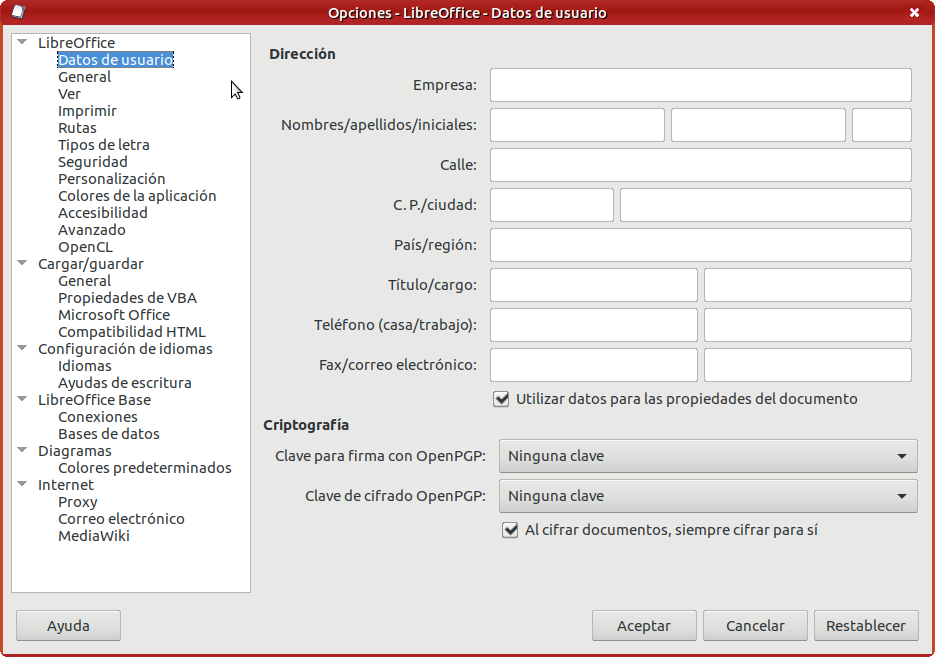 Opciones - LibreOffice - Datos de usuario
LibreOffice
Datos de usuario
General
Ver
Imprimir
Rutas
Tipos de letra
Seguridad
Personalización
Colores de la aplicación
Accesibilidad
Avanzado
OpenCL
Cargar/guardar
General
Propiedades de VBA
Microsoft Office
Compatibilidad HTML
Configuración de idiomas
Idiomas
Ayudas de escritura
LibreOffice Base
Conexiones
Bases de datos
Diagramas
Colores predeterminados
Internet
Proxy
Correo electrónico
MediaWiki
Dirección
Empresa:
Nombres/apellidos/iniciales:
Calle:
C. P./ciudad:
País/región:
Título/cargo:
Teléfono (casa/trabajo):
Fax/correo electrónico:
Utilizar datos para las propiedades del documento
Criptografía
Clave para firma con OpenPGP: Ninguna clave
Clave de cifrado OpenPGP: Ninguna clave
Al cifrar documentos, siempre cifrar para sí
Ayuda Aceptar Cancelar Restablecer